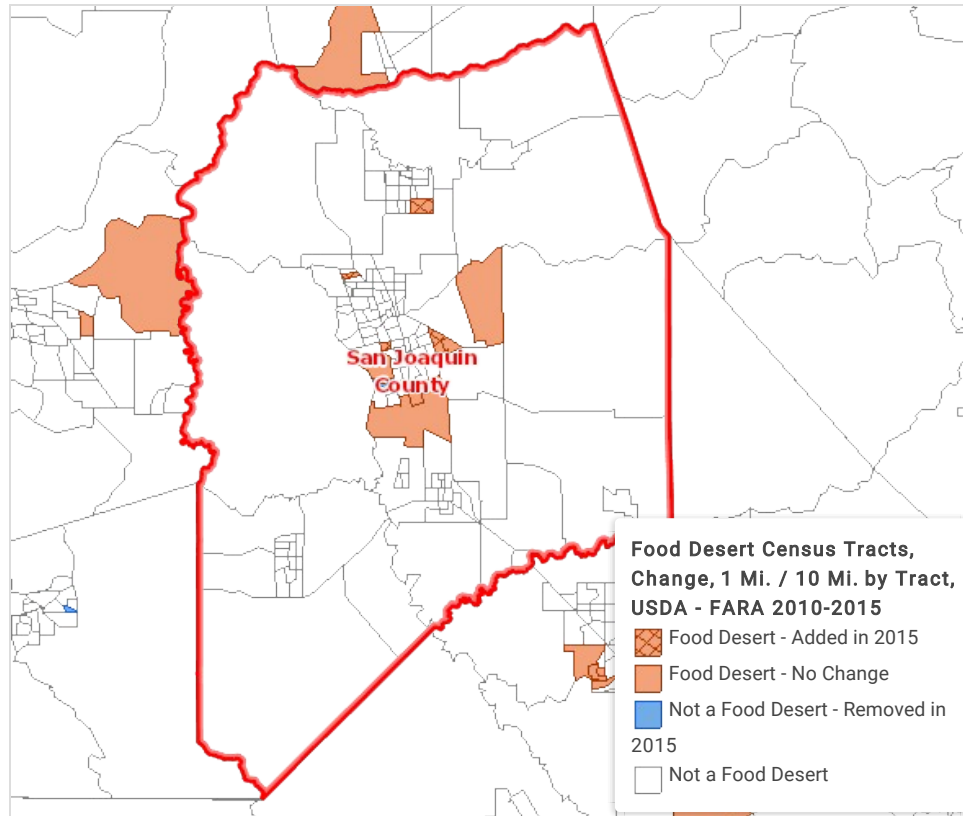 San Joaquin
County
Food Desert Census Tracts,
Change, 1 Mi. / 10 Mi. by Tract,
USDA - FARA 2010-2015
Food Desert - Added in 2015
Food Desert - No Change
Not a Food Desert - Removed in
2015
Not a Food Desert